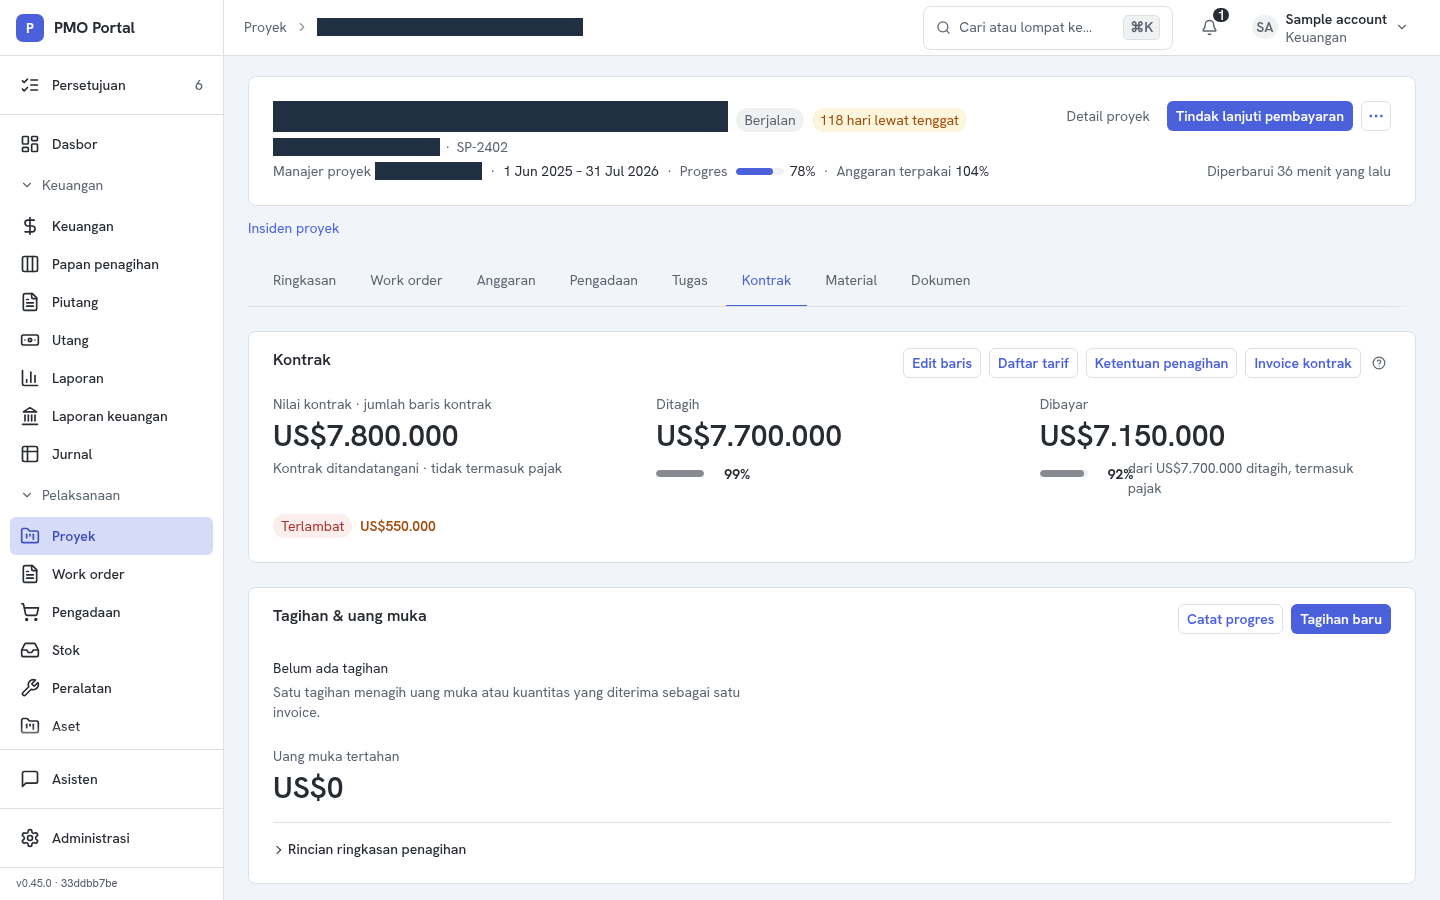 P PMO Portal
Proyek
Cari atau lompat ke...
⌘K
1
SA
Sample account
Keuangan
Persetujuan 6
Dasbor
Keuangan
Keuangan
Papan penagihan
Piutang
Utang
Laporan
Laporan keuangan
Jurnal
Pelaksanaan
Proyek
Work order
Pengadaan
Stok
Peralatan
Aset
Asisten
Administrasi
v0.45.0 · 33ddbb7be
Berjalan 118 hari lewat tenggat
Detail proyek Tindak lanjuti pembayaran
· SP-2402
Manajer proyek · 1 Jun 2025 – 31 Jul 2026 · Progres 78% · Anggaran terpakai 104%
Diperbarui 36 menit yang lalu
Insiden proyek
Ringkasan Work order Anggaran Pengadaan Tugas Kontrak Material Dokumen
Kontrak
Edit baris Daftar tarif Ketentuan penagihan Invoice kontrak
Nilai kontrak · jumlah baris kontrak
US$7.800.000
Kontrak ditandatangani · tidak termasuk pajak
Ditagih
US$7.700.000
99%
Dibayar
US$7.150.000
92%
dari US$7.700.000 ditagih, termasuk
pajak
Terlambat US$550.000
Tagihan & uang muka
Catat progres Tagihan baru
Belum ada tagihan
Satu tagihan menagih uang muka atau kuantitas yang diterima sebagai satu
invoice.
Uang muka tertahan
US$0
Rincian ringkasan penagihan